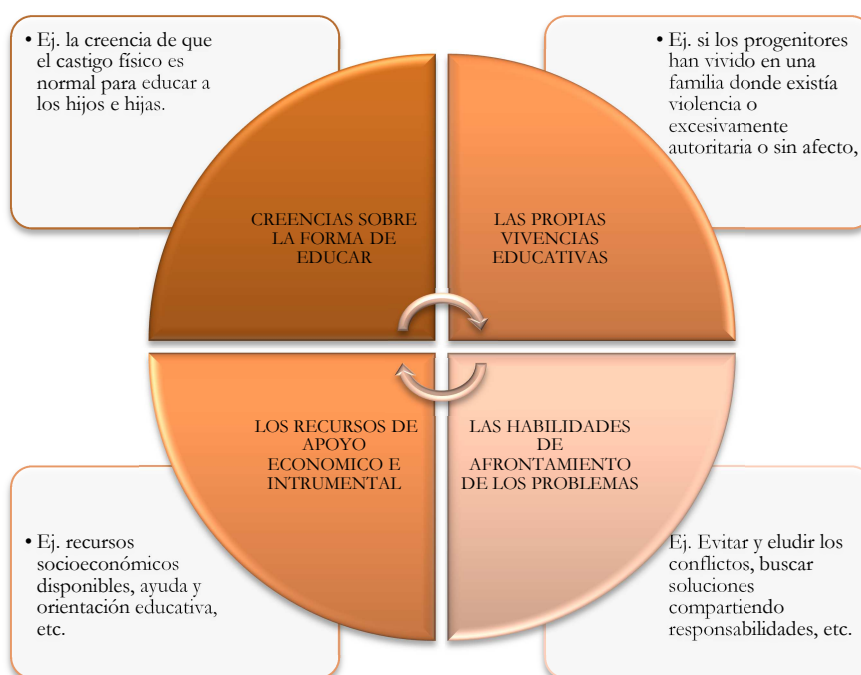 • Ej. la creencia de que
el castigo físico es
normal para educar a
los hijos e hijas.
• Ej. si los progenitores
han vivido en una
familia donde existía
violencia o
excesivamente
autoritaria o sin afecto,
CREENCIAS SOBRE
LA FORMA DE
EDUCAR
LAS PROPIAS
VIVENCIAS
EDUCATIVAS
LOS RECURSOS DE
APOYO
ECONOMICO E
INTRUMENTAL
LAS HABILIDADES
DE
AFRONTAMIENTO
DE LOS PROBLEMAS
• Ej. recursos
socioeconómicos
disponibles, ayuda y
orientación educativa,
etc.
Ej. Evitar y eludir los
conflictos, buscar
soluciones
compartiendo
responsabilidades, etc.